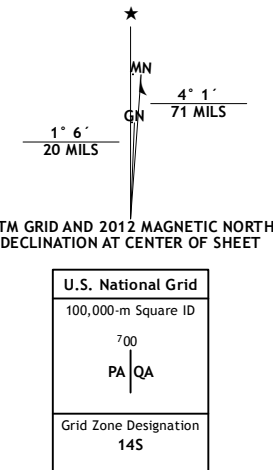 ★
MN
GN
4° 1´
71 MILS
1° 6´
20 MILS
TM GRID AND 2012 MAGNETIC NORTH
DECLINATION AT CENTER OF SHEET
U.S. National Grid
100,000-m Square ID
700
PA QA
Grid Zone Designation
14S